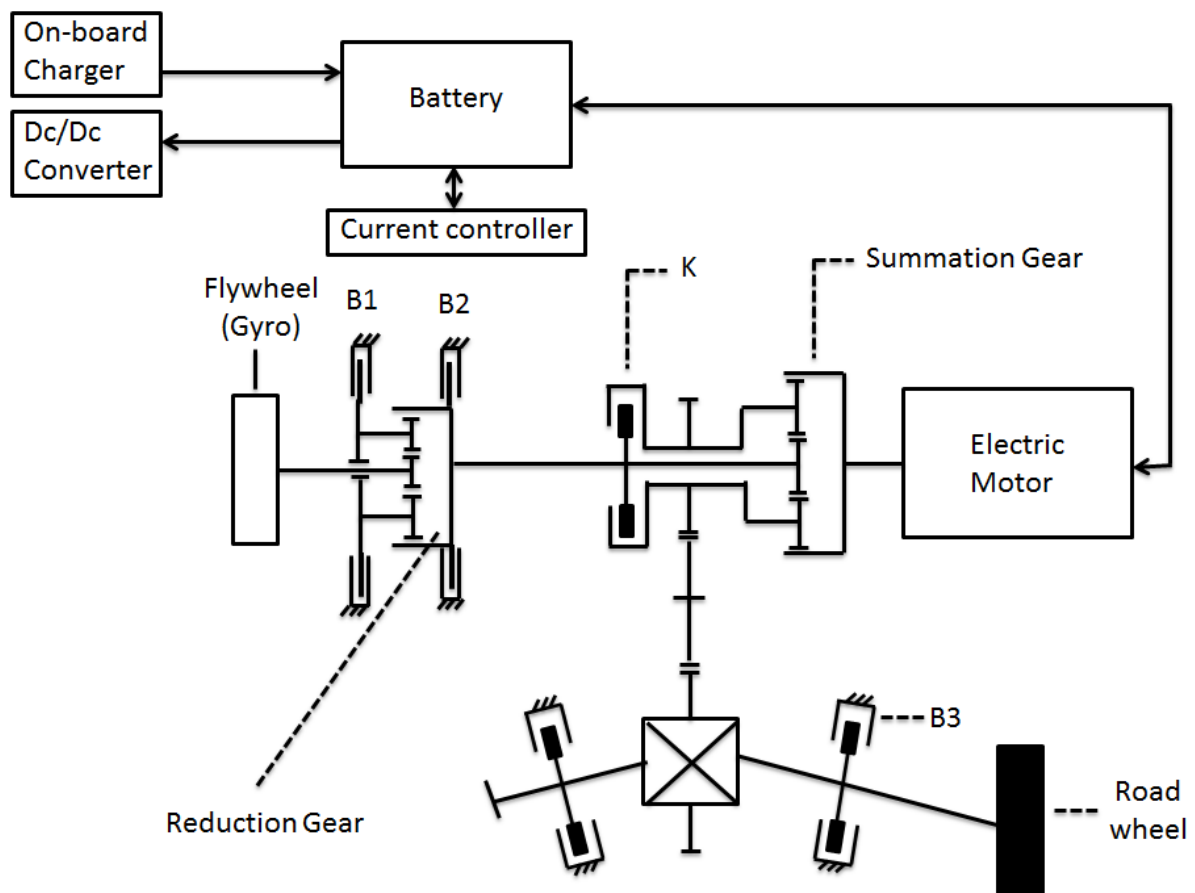 On-board
Charger
Battery
Dc/Dc
Converter
Current controller
K
Summation Gear
Flywheel
(Gyro)
B1
B2
Electric
Motor
B3
Reduction Gear
Road
wheel